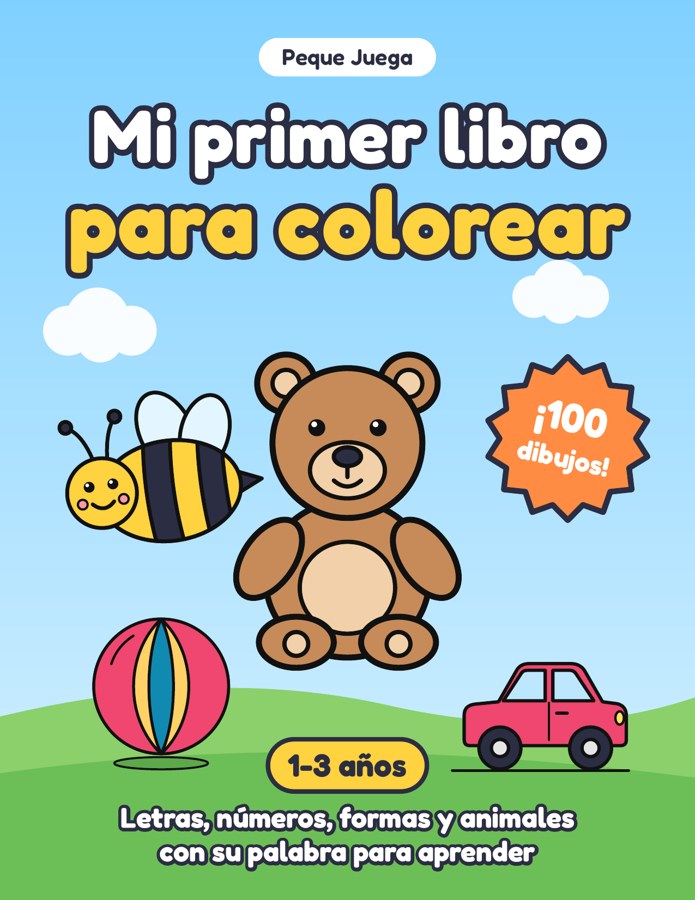 Peque Juega
Mi primer libro
para colorear
¡100
dibujos!
1-3 años
Letras, números, formas y animales
con su palabra para aprender